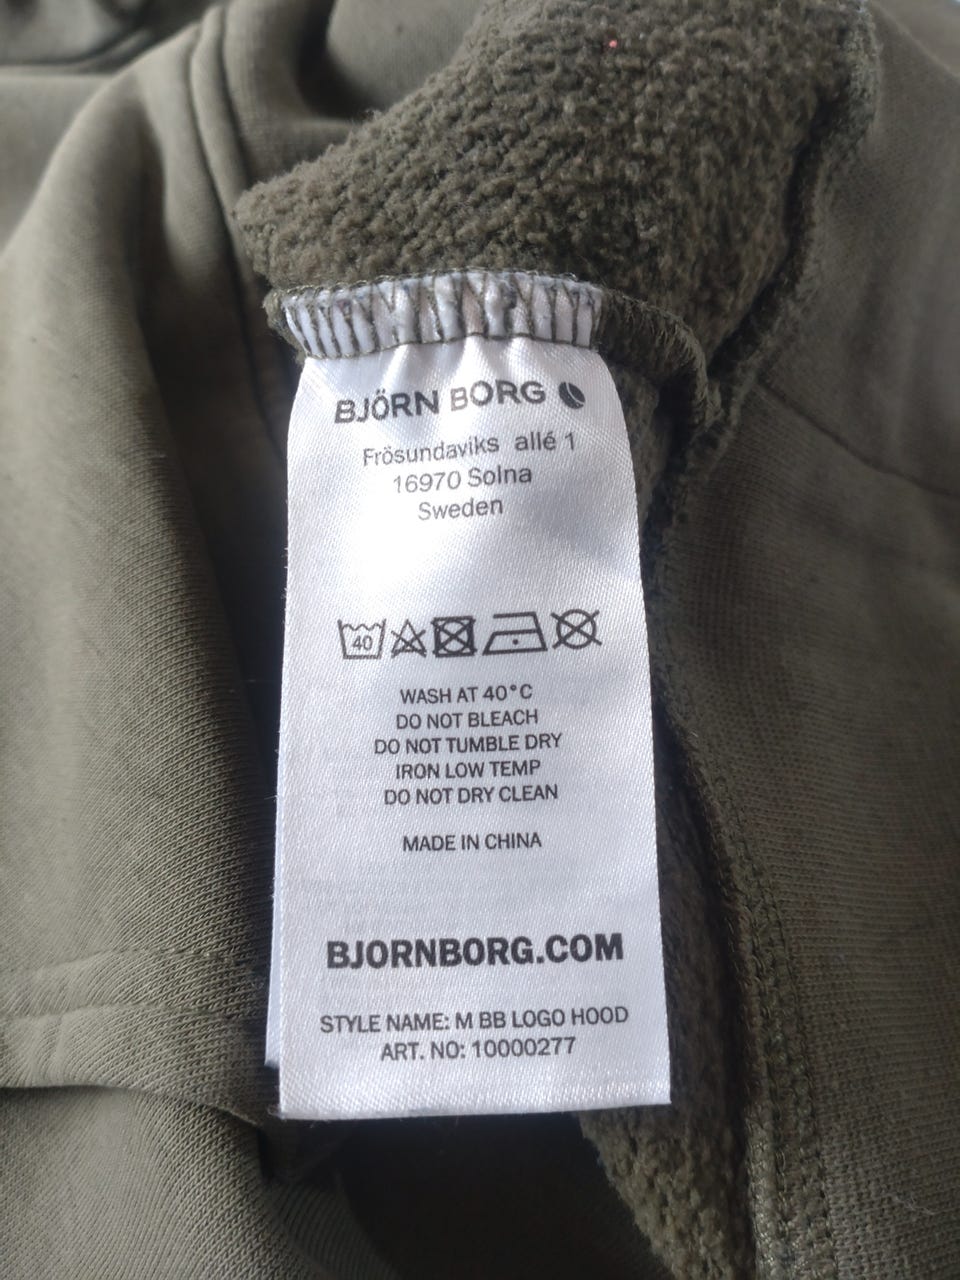 BJÖRN BORG
Frösundaviks allé 1
16970 Solna
Sweden
40
WASH AT 40°C
DO NOT BLEACH
DO NOT TUMBLE DRY
IRON LOW TEMP
DO NOT DRY CLEAN
MADE IN CHINA
BJORNBORG.COM
STYLE NAME: M BB LOGO HOOD
ART. NO: 10000277